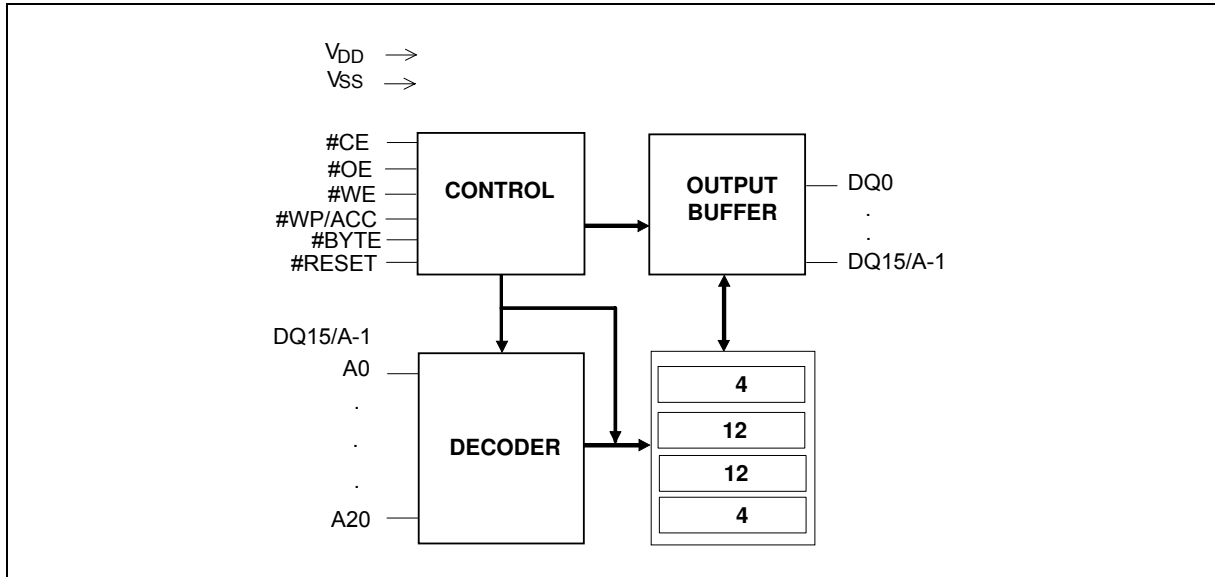 VDD
VSS
#CE
#OE
#WE
#WP/ACC
#BYTE
#RESET
CONTROL
OUTPUT
BUFFER
DQ0
.
.
DQ15/A-1
DQ15/A-1
A0
.
.
.
A20
DECODER
4
12
12
4